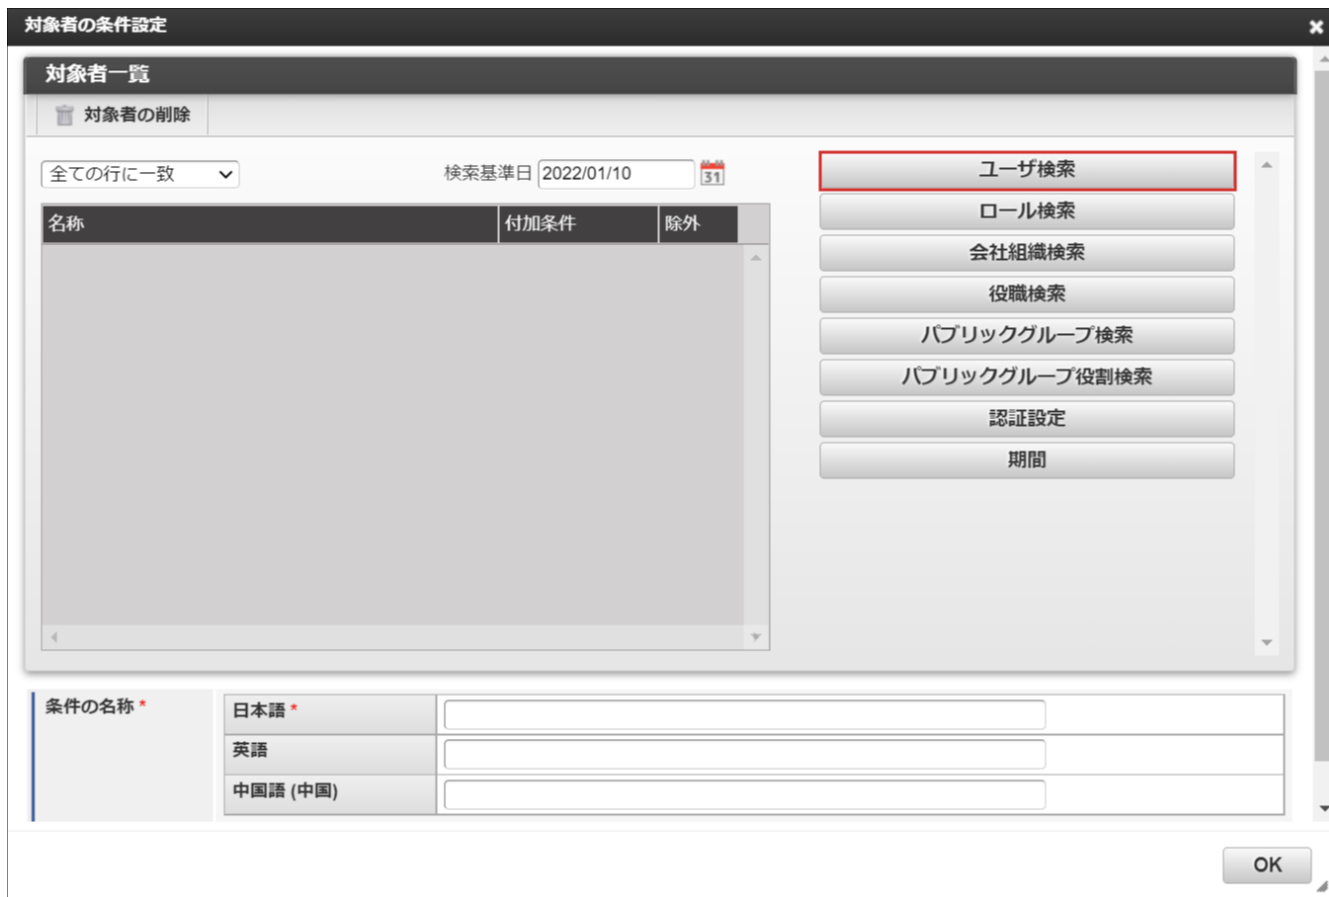 対象者の条件設定
対象者一覧
対象者の削除
全ての行に一致
検索基準日 2022/01/10
31
名称 付加条件 除外
ユーザ検索
ロール検索
会社組織検索
役職検索
パブリックグループ検索
パブリックグループ役割検索
認証設定
期間
条件の名称 *
日本語 *
英語
中国語 (中国)
OK